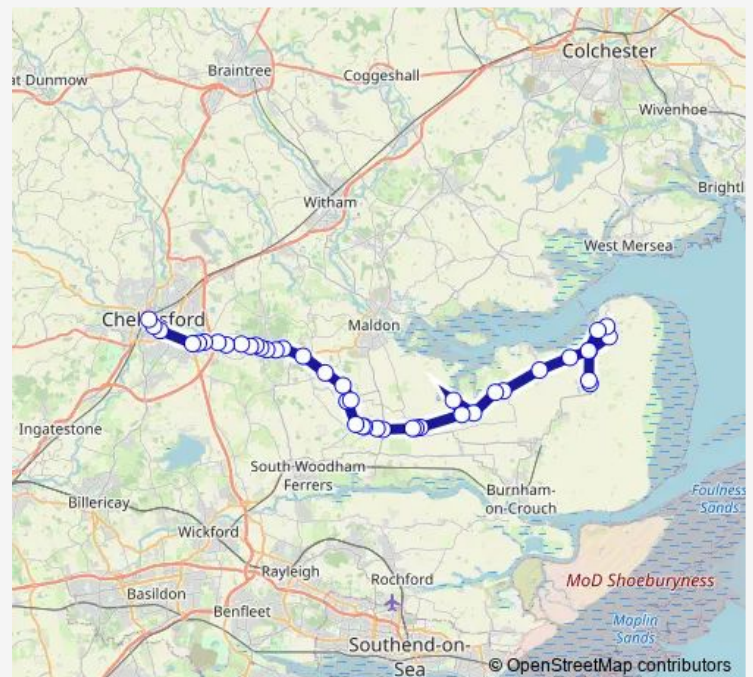 Colchester
Braintree
Coggeshall
at Dunmow
Wivenhoe
Witham
Brightl
West Mersea
Maldon
Ingatestone
South Woodham
Ferrers
Burnham-
on-Crouch
Foulness
Sands
Billericay
Wickford
Rayleigh
Rochford
MoD Shoeburyness
Basildon
Benfleet
Maplin
Sands
Southend-on-
Sea
© OpenStreetMap contributors